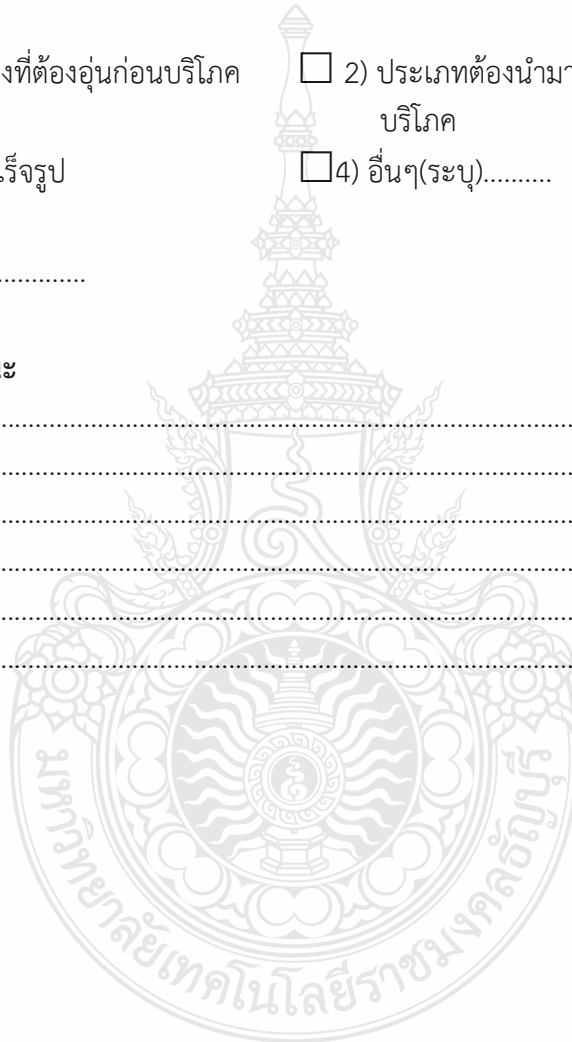 งที่ต้องอุ่นก่อนบริโภค ☐ 2) ประเภทต้องนำมา
บริโภค
ร็จรูป ☐4) อื่นๆ(ระบุ)..........
.............
ะ
....................................................................................
....................................................................................
....................................................................................
....................................................................................
....................................................................................
....................................................................................
มหาวิทยาลัยเทคโนโลยีราชมงคลธัญบุรี